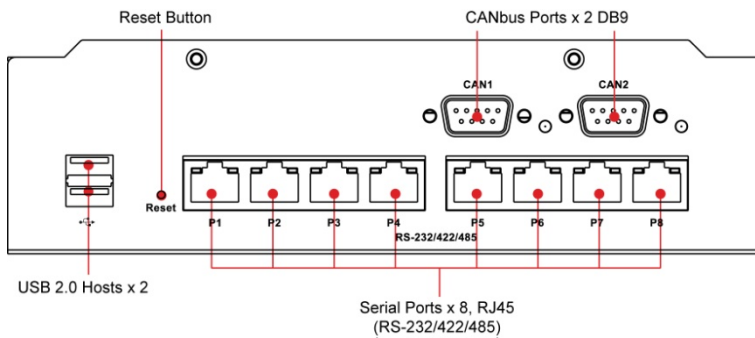 Reset Button
CANbus Ports x 2 DB9
CAN1
CAN2
Reset
P1
P2
P3
P4
P5
P6
P7
P8
RS-232/422/485
USB 2.0 Hosts x 2
Serial Ports x 8, RJ45
(RS-232/422/485)